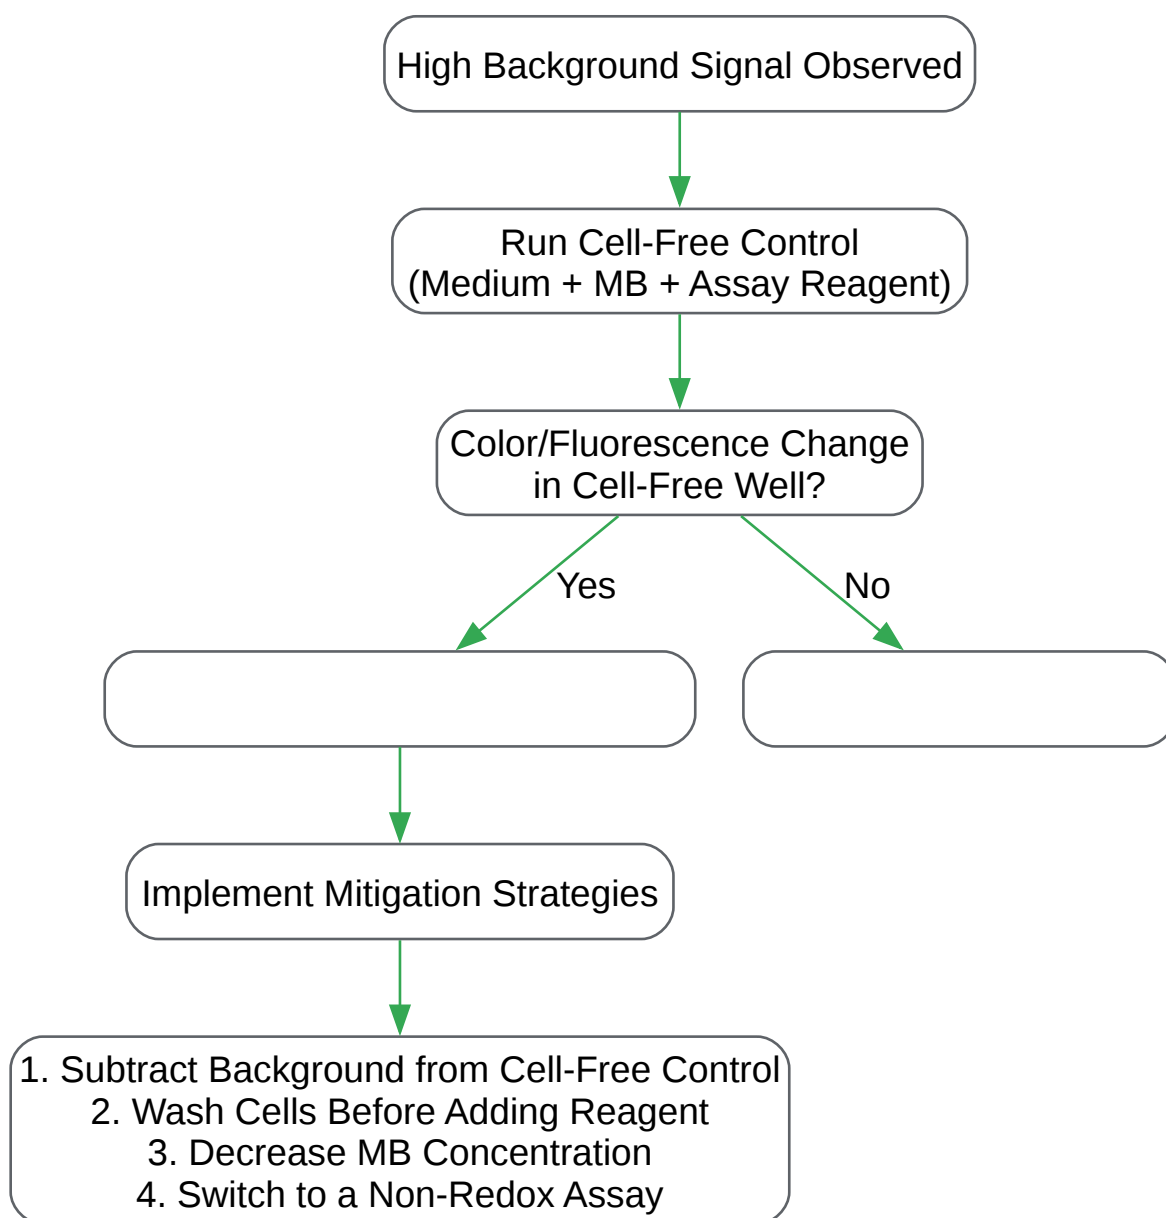 High Background Signal Observed
Run Cell-Free Control
(Medium + MB + Assay Reagent)
Color/Fluorescence Change
in Cell-Free Well?
Yes
No
Implement Mitigation Strategies
1. Subtract Background from Cell-Free Control
2. Wash Cells Before Adding Reagent
3. Decrease MB Concentration
4. Switch to a Non-Redox Assay